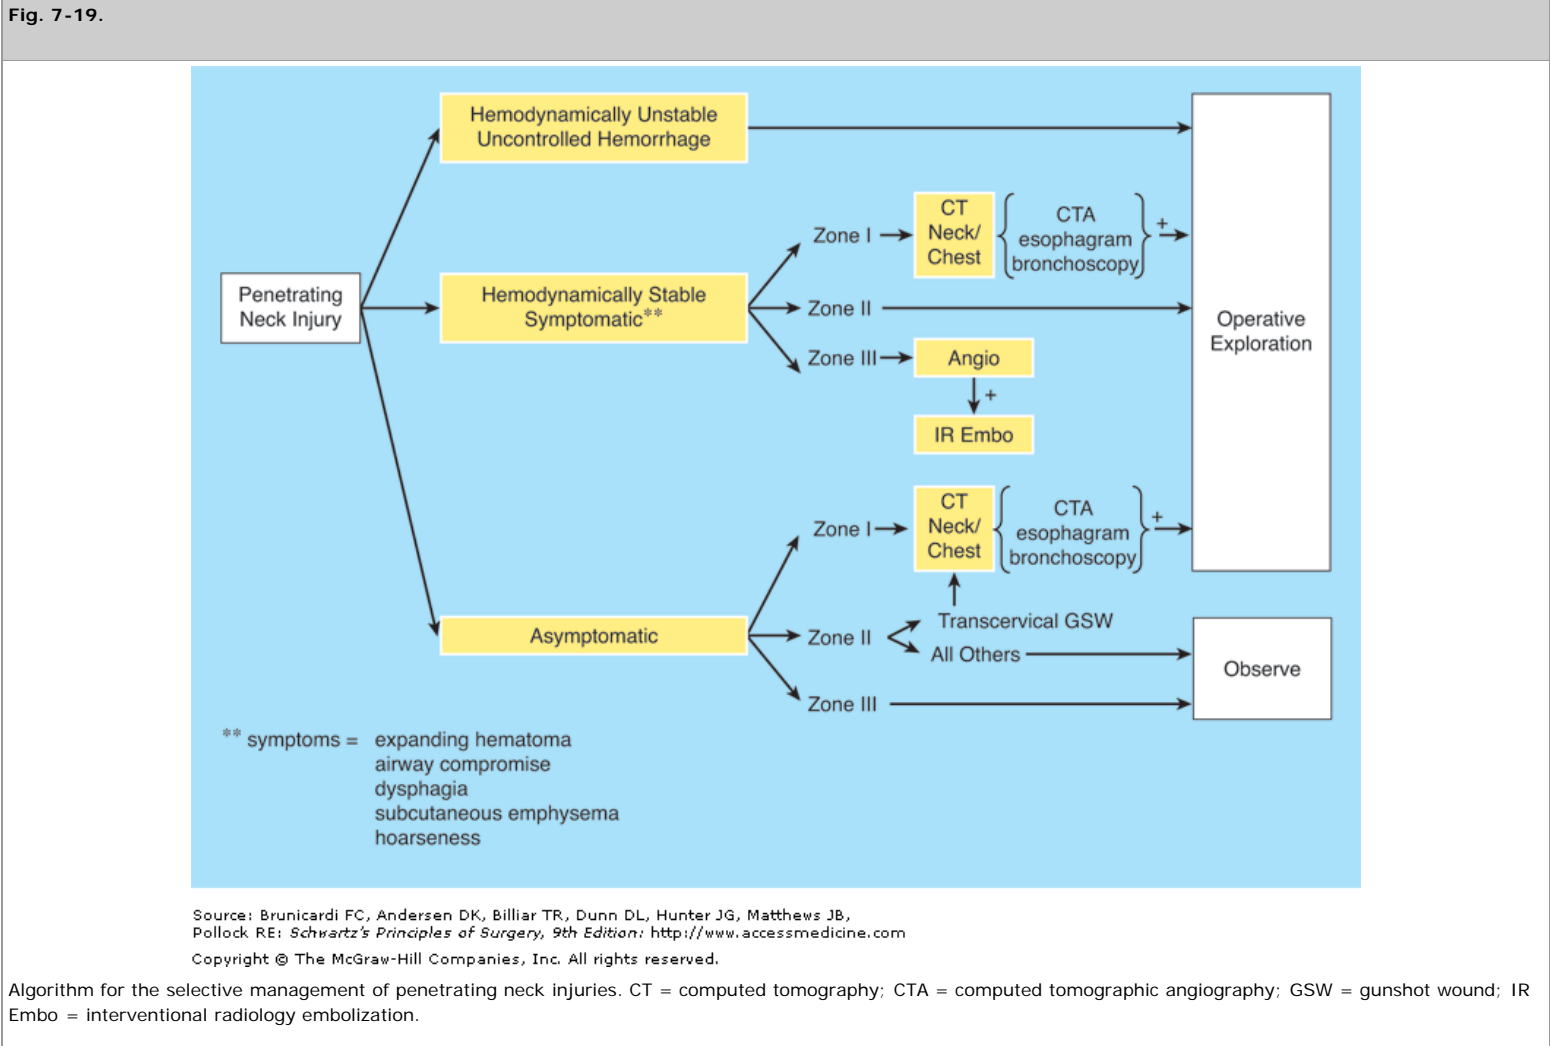 Fig. 7-19.
Hemodynamically Unstable
Uncontrolled Hemorrhage
Zone I
CT
Neck/
Chest
CTA
esophagram
bronchoscopy
+
Penetrating
Neck Injury
Hemodynamically Stable
Symptomatic**
Zone II
Operative
Exploration
Zone III
Angio
+
IR Embo
Zone I
CT
Neck/
Chest
CTA
esophagram
bronchoscopy
+
Asymptomatic
Zone II
Transcervical GSW
All Others
Observe
Zone III
** symptoms = expanding hematoma
airway compromise
dysphagia
subcutaneous emphysema
hoarseness
Source: Brunicardi FC, Andersen DK, Billiar TR, Dunn DL, Hunter JG, Matthews JB,
Pollock RE: Schwartz's Principles of Surgery, 9th Edition: http://www.accessmedicine.com
Copyright © The McGraw-Hill Companies, Inc. All rights reserved.
Algorithm for the selective management of penetrating neck injuries. CT = computed tomography; CTA = computed tomographic angiography; GSW = gunshot wound; IR
Embo = interventional radiology embolization.